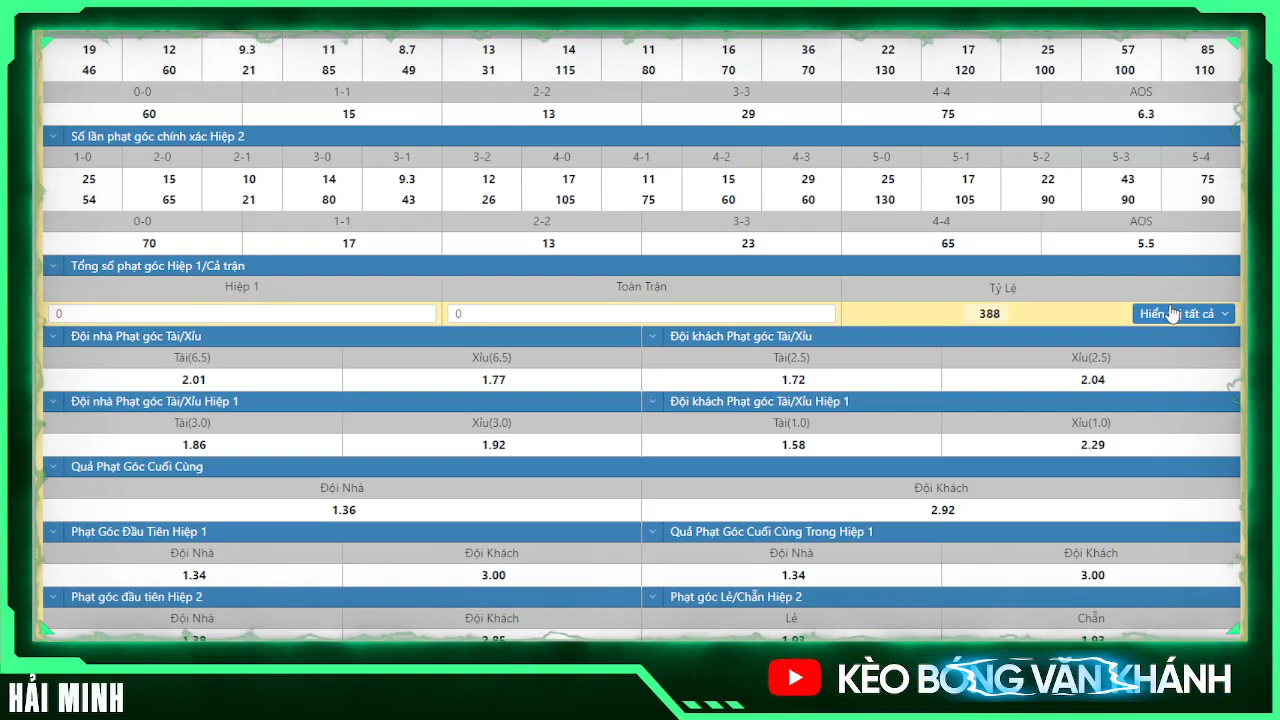 19 12 9.3 11 8.7 13 14 11 16 36 22 17 25 57 85
46 60 21 85 49 31 115 80 70 70 130 120 100 100 110
0-0 1-1 2-2 3-3 4-4 AOS
60 15 13 29 75 6.3
Số lần phạt góc chính xác Hiệp 2
1-0 2-0 2-1 3-0 3-1 3-2 4-0 4-1 4-2 4-3 5-0 5-1 5-2 5-3 5-4
25 15 10 14 9.3 12 17 11 15 29 25 17 22 43 75
54 65 21 80 43 26 105 75 60 60 130 105 90 90 90
0-0 1-1 2-2 3-3 4-4 AOS
70 17 13 23 65 5.5
Tổng số phạt góc Hiệp 1/Cả trận
Hiệp 1 Toàn Trận Tỷ Lệ
0 0 388 Hiển tất cả
Đội nhà Phạt góc Tài/Xỉu Đội khách Phạt góc Tài/Xỉu
Tài(6.5) Xỉu(6.5) Tài(2.5) Xỉu(2.5)
2.01 1.77 1.72 2.04
Đội nhà Phạt góc Tài/Xỉu Hiệp 1 Đội khách Phạt góc Tài/Xỉu Hiệp 1
Tài(3.0) Xỉu(3.0) Tài(1.0) Xỉu(1.0)
1.86 1.92 1.58 2.29
Quả Phạt Góc Cuối Cùng
Đội Nhà Đội Khách
1.36 2.92
Phạt Góc Đầu Tiên Hiệp 1 Quả Phạt Góc Cuối Cùng Trong Hiệp 1
Đội Nhà Đội Khách Đội Nhà Đội Khách
1.34 3.00 1.34 3.00
Phạt góc đầu tiên Hiệp 2 Phạt góc Lẻ/Chẵn Hiệp 2
Đội Nhà Đội Khách Lẻ Chẵn
HẢI MINH
KÈO BÓNG VĂN KHÁNH